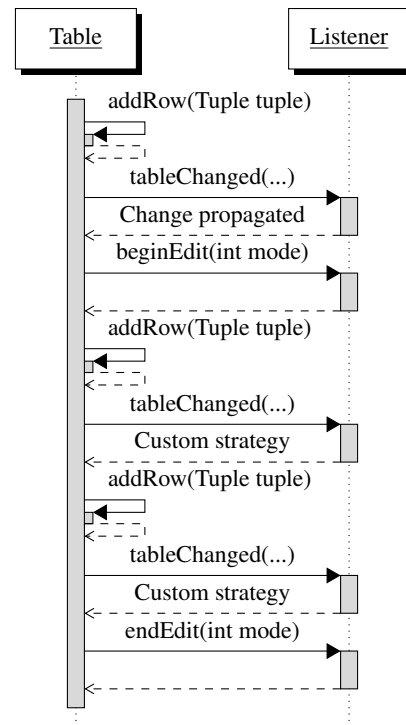 Table
Listener
addRow(Tuple tuple)
tableChanged(...)
Change propagated
beginEdit(int mode)
addRow(Tuple tuple)
tableChanged(...)
Custom strategy
addRow(Tuple tuple)
tableChanged(...)
Custom strategy
endEdit(int mode)